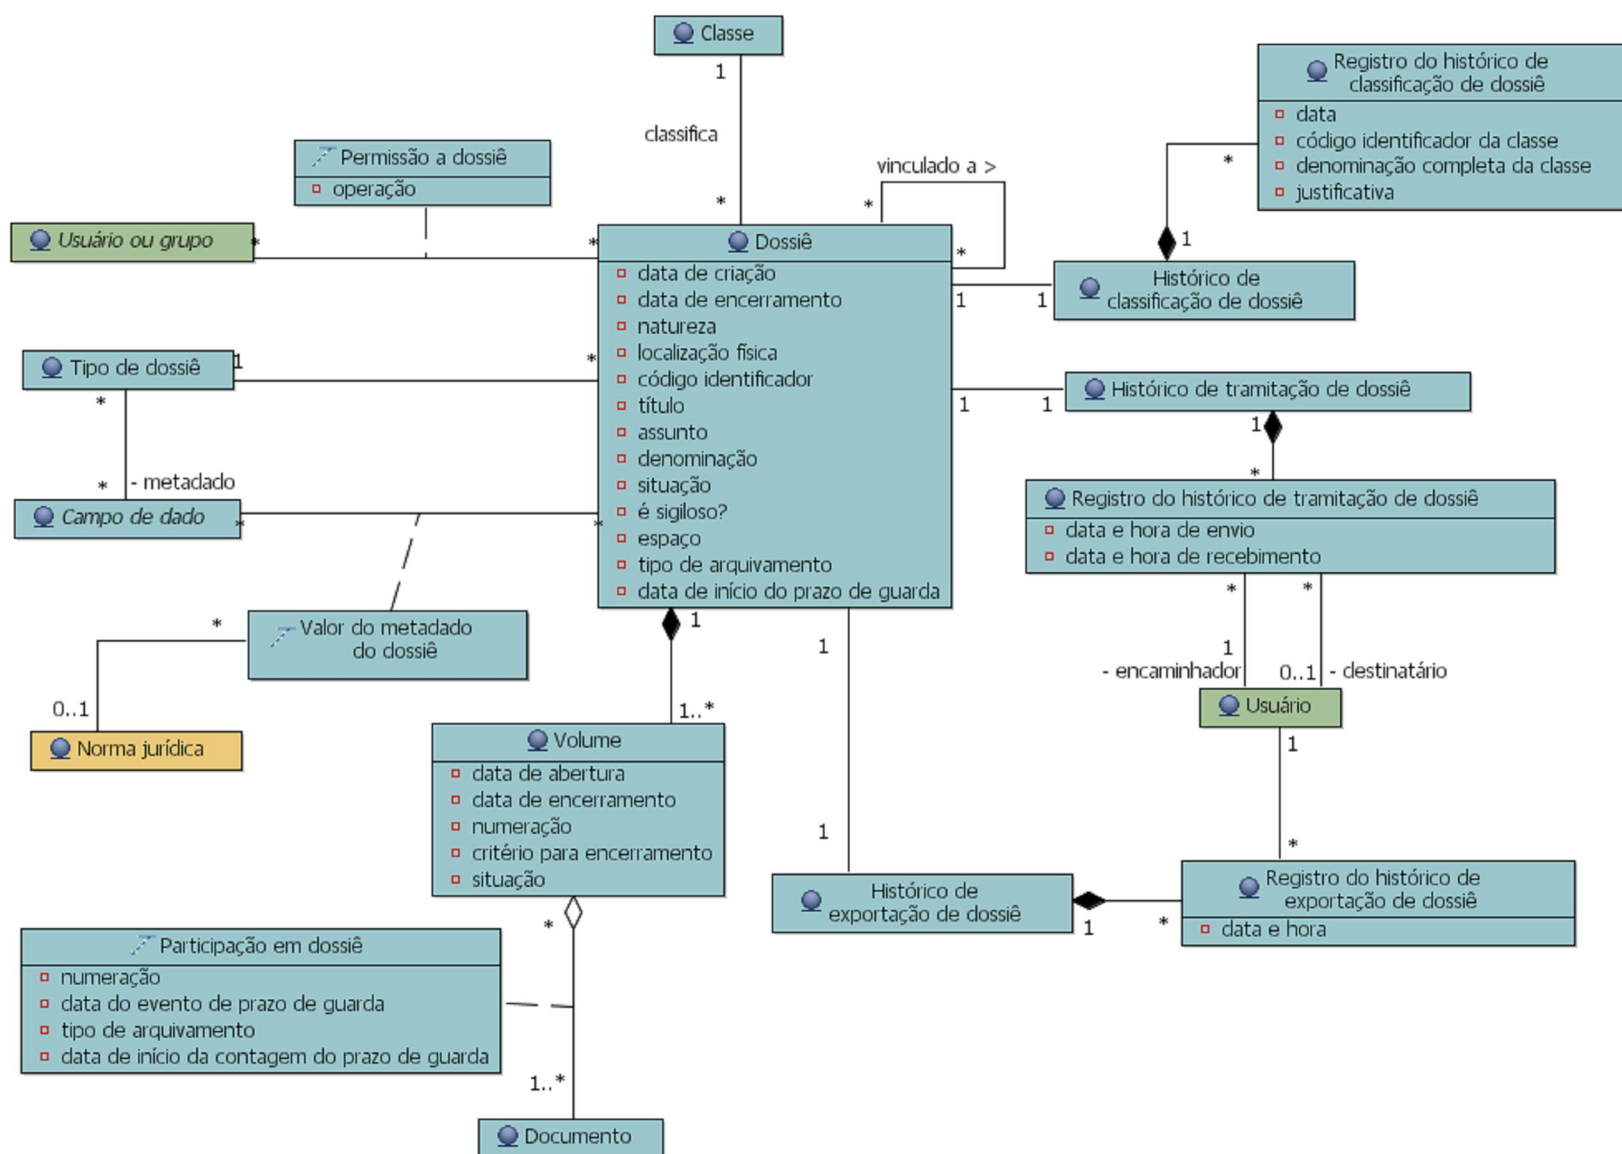 Classe
1
classifica
*
Registro do histórico de
classificação de dossiê
data
código identificador da classe
denominação completa da classe
justificativa
*
1
Histórico de
classificação de dossiê
1
1
vinculado a >
*
*
Permissão a dossiê
operação
Usuário ou grupo
*
*
Dossiê
data de criação
data de encerramento
natureza
localização física
código identificador
título
assunto
denominação
situação
é sigiloso?
espaço
tipo de arquivamento
data de início do prazo de guarda
Tipo de dossiê
1
*
*
* - metadado
Campo de dado
*
*
Valor do metadado
do dossiê
*
0..1
Norma jurídica
1
1
Histórico de tramitação de dossiê
1
*
Registro do histórico de tramitação de dossiê
data e hora de envio
data e hora de recebimento
*
*
1
- encaminhador
0..1 - destinatário
Usuário
1
*
1
1..*
Volume
data de abertura
data de encerramento
numeração
critério para encerramento
situação
*
1
1
Histórico de
exportação de dossiê
1
*
Registro do histórico de
exportação de dossiê
data e hora
Participação em dossiê
numeração
data do evento de prazo de guarda
tipo de arquivamento
data de início da contagem do prazo de guarda
1..*
Documento